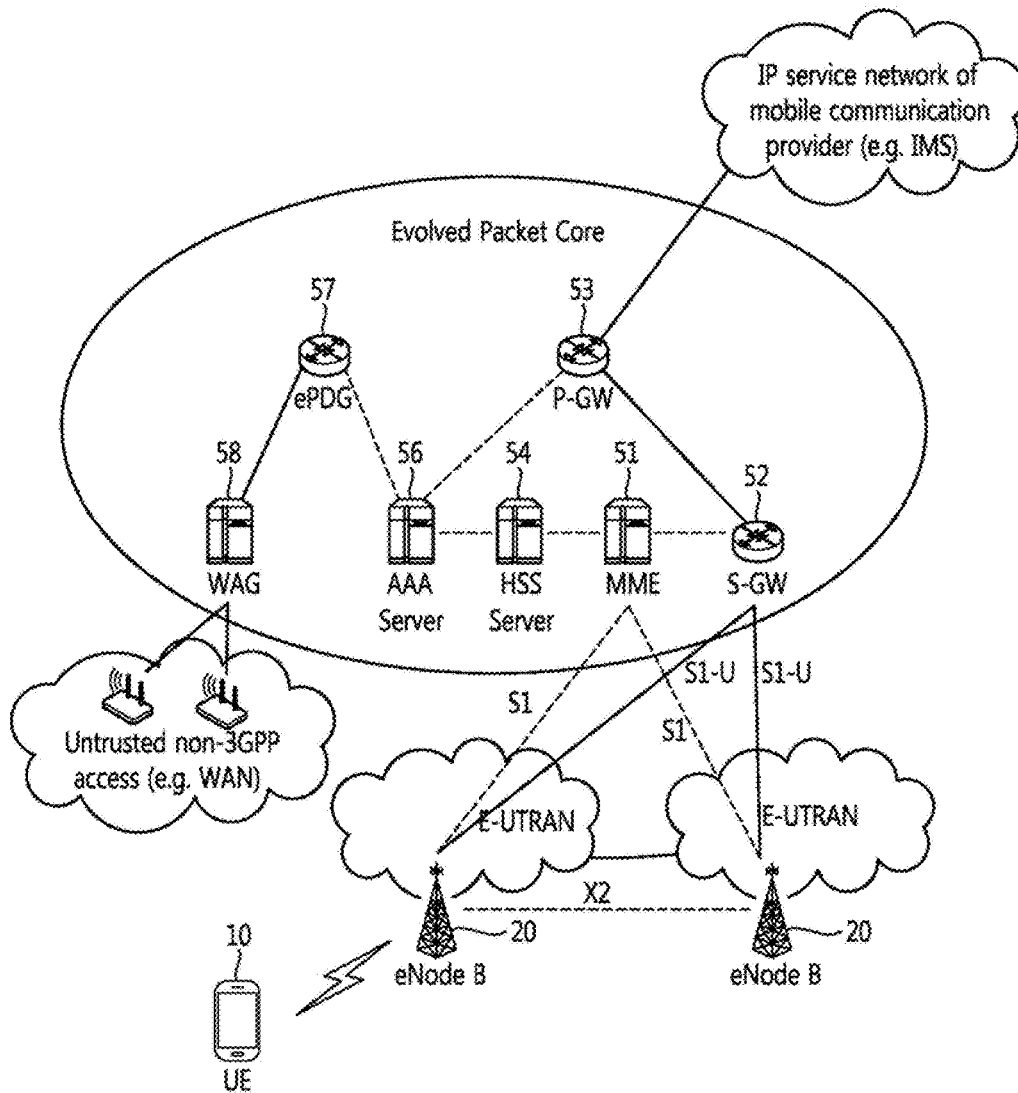 IP service network of
mobile communication
provider (e.g. IMS)
Evolved Packet Core
57
53
ePDG
P-GW
58
56
54
51
52
WAG
AAA
Server
HSS
Server
MME
S-GW
S1
S1-U
S1-U
S1
Untrusted non-3GPP
access (e.g. WAN)
E-UTRAN
E-UTRAN
X2
20
20
eNode B
eNode B
10
UE